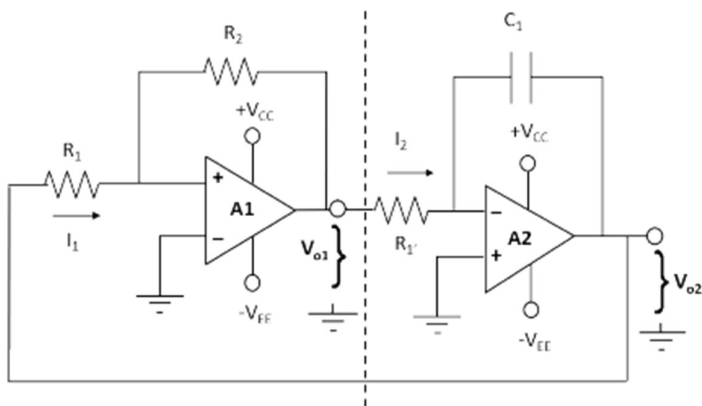 R2
C1
+VCC
+VCC
I2
R1
+
A1
−
I1
Vo1
R1'
−
A2
+
Vo2
-VEE
-VEE